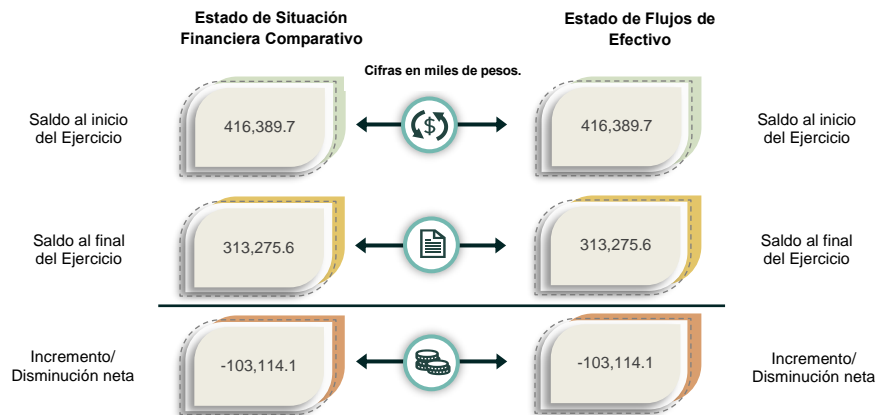 Estado de Situación
Financiera Comparativo
Estado de Flujos de
Efectivo
Cifras en miles de pesos.
Saldo al inicio
del Ejercicio
416,389.7
$
416,389.7
Saldo al inicio
del Ejercicio
Saldo al final
del Ejercicio
313,275.6
313,275.6
Saldo al final
del Ejercicio
Incremento/
Disminución neta
-103,114.1
-103,114.1
Incremento/
Disminución neta